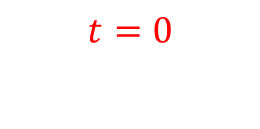 t = 0